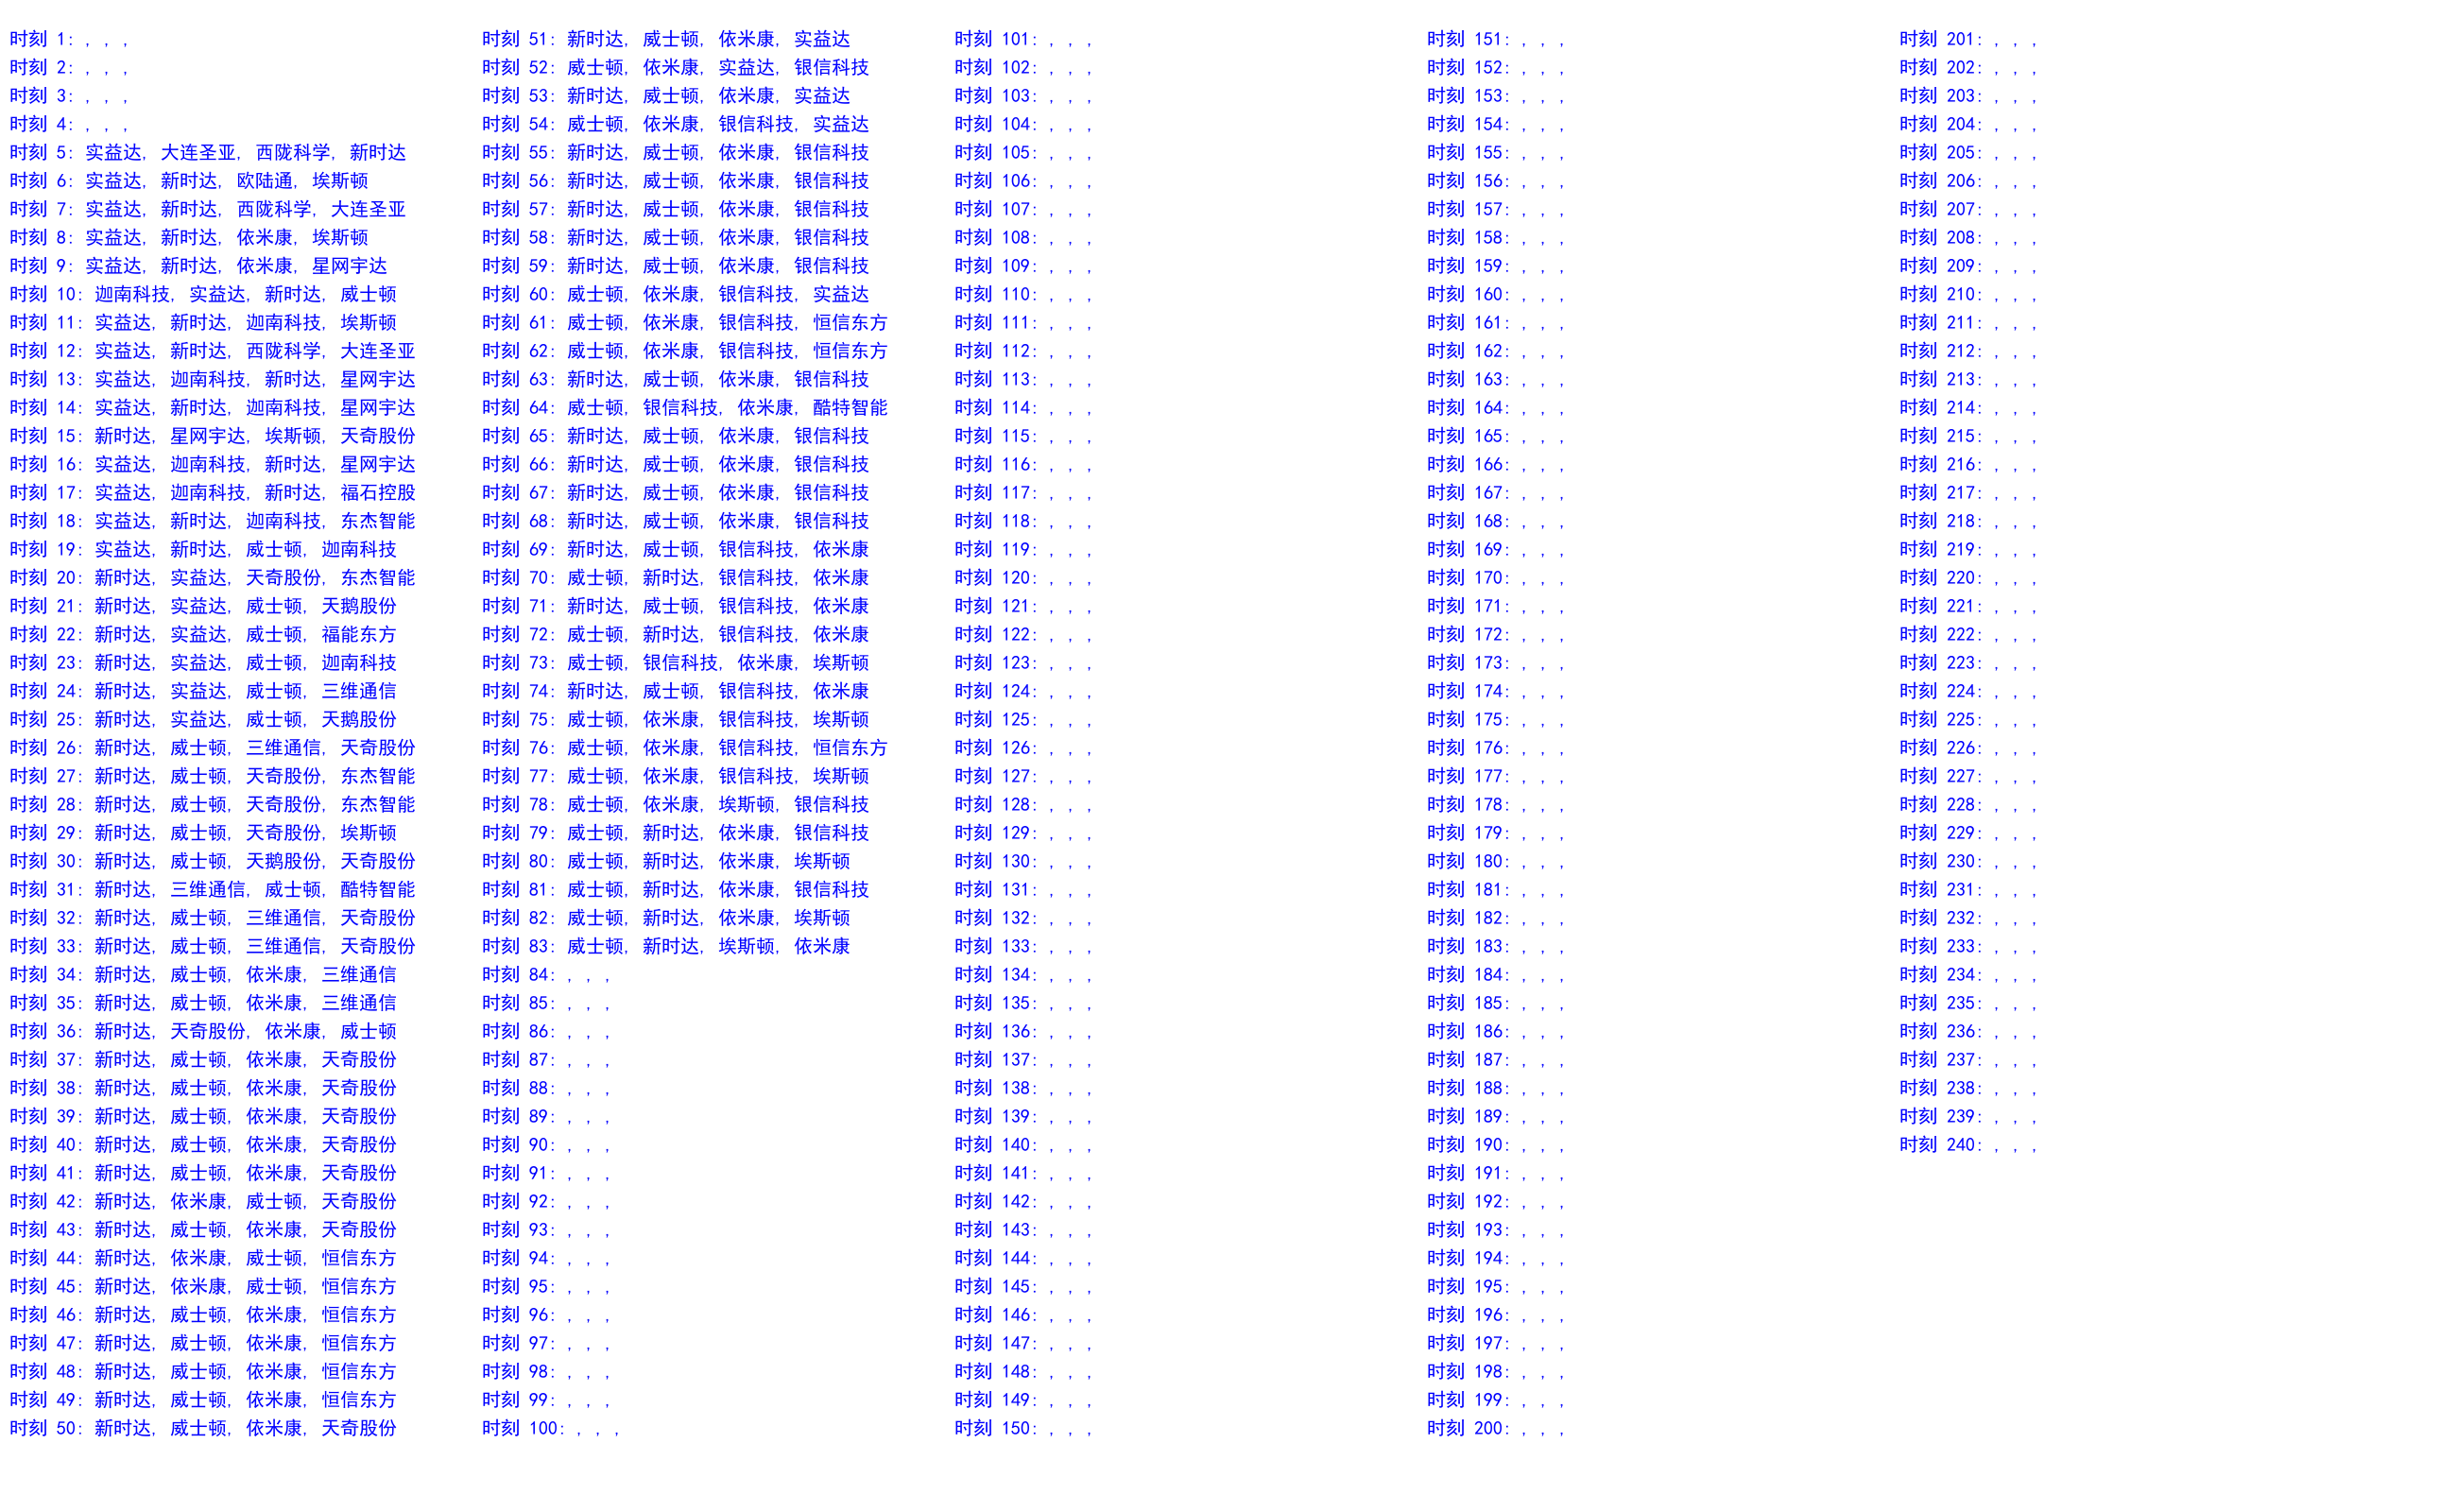 时刻 1: , , ,
时刻 2: , , ,
时刻 3: , , ,
时刻 4: , , ,
时刻 5: 实益达, 大连圣亚, 西陇科学, 新时达
时刻 6: 实益达, 新时达, 欧陆通, 埃斯顿
时刻 7: 实益达, 新时达, 西陇科学, 大连圣亚
时刻 8: 实益达, 新时达, 依米康, 埃斯顿
时刻 9: 实益达, 新时达, 依米康, 星网宇达
时刻 10: 迦南科技, 实益达, 新时达, 威士顿
时刻 11: 实益达, 新时达, 迦南科技, 埃斯顿
时刻 12: 实益达, 新时达, 西陇科学, 大连圣亚
时刻 13: 实益达, 迦南科技, 新时达, 星网宇达
时刻 14: 实益达, 新时达, 迦南科技, 星网宇达
时刻 15: 新时达, 星网宇达, 埃斯顿, 天奇股份
时刻 16: 实益达, 迦南科技, 新时达, 星网宇达
时刻 17: 实益达, 迦南科技, 新时达, 福石控股
时刻 18: 实益达, 新时达, 迦南科技, 东杰智能
时刻 19: 实益达, 新时达, 威士顿, 迦南科技
时刻 20: 新时达, 实益达, 天奇股份, 东杰智能
时刻 21: 新时达, 实益达, 威士顿, 天鹅股份
时刻 22: 新时达, 实益达, 威士顿, 福能东方
时刻 23: 新时达, 实益达, 威士顿, 迦南科技
时刻 24: 新时达, 实益达, 威士顿, 三维通信
时刻 25: 新时达, 实益达, 威士顿, 天鹅股份
时刻 26: 新时达, 威士顿, 三维通信, 天奇股份
时刻 27: 新时达, 威士顿, 天奇股份, 东杰智能
时刻 28: 新时达, 威士顿, 天奇股份, 东杰智能
时刻 29: 新时达, 威士顿, 天奇股份, 埃斯顿
时刻 30: 新时达, 威士顿, 天鹅股份, 天奇股份
时刻 31: 新时达, 三维通信, 威士顿, 酷特智能
时刻 32: 新时达, 威士顿, 三维通信, 天奇股份
时刻 33: 新时达, 威士顿, 三维通信, 天奇股份
时刻 34: 新时达, 威士顿, 依米康, 三维通信
时刻 35: 新时达, 威士顿, 依米康, 三维通信
时刻 36: 新时达, 天奇股份, 依米康, 威士顿
时刻 37: 新时达, 威士顿, 依米康, 天奇股份
时刻 38: 新时达, 威士顿, 依米康, 天奇股份
时刻 39: 新时达, 威士顿, 依米康, 天奇股份
时刻 40: 新时达, 威士顿, 依米康, 天奇股份
时刻 41: 新时达, 威士顿, 依米康, 天奇股份
时刻 42: 新时达, 依米康, 威士顿, 天奇股份
时刻 43: 新时达, 威士顿, 依米康, 天奇股份
时刻 44: 新时达, 依米康, 威士顿, 恒信东方
时刻 45: 新时达, 依米康, 威士顿, 恒信东方
时刻 46: 新时达, 威士顿, 依米康, 恒信东方
时刻 47: 新时达, 威士顿, 依米康, 恒信东方
时刻 48: 新时达, 威士顿, 依米康, 恒信东方
时刻 49: 新时达, 威士顿, 依米康, 恒信东方
时刻 50: 新时达, 威士顿, 依米康, 天奇股份
时刻 51: 新时达, 威士顿, 依米康, 实益达
时刻 52: 威士顿, 依米康, 实益达, 银信科技
时刻 53: 新时达, 威士顿, 依米康, 实益达
时刻 54: 威士顿, 依米康, 银信科技, 实益达
时刻 55: 新时达, 威士顿, 依米康, 银信科技
时刻 56: 新时达, 威士顿, 依米康, 银信科技
时刻 57: 新时达, 威士顿, 依米康, 银信科技
时刻 58: 新时达, 威士顿, 依米康, 银信科技
时刻 59: 新时达, 威士顿, 依米康, 银信科技
时刻 60: 威士顿, 依米康, 银信科技, 实益达
时刻 61: 威士顿, 依米康, 银信科技, 恒信东方
时刻 62: 威士顿, 依米康, 银信科技, 恒信东方
时刻 63: 新时达, 威士顿, 依米康, 银信科技
时刻 64: 威士顿, 银信科技, 依米康, 酷特智能
时刻 65: 新时达, 威士顿, 依米康, 银信科技
时刻 66: 新时达, 威士顿, 依米康, 银信科技
时刻 67: 新时达, 威士顿, 依米康, 银信科技
时刻 68: 新时达, 威士顿, 依米康, 银信科技
时刻 69: 新时达, 威士顿, 银信科技, 依米康
时刻 70: 威士顿, 新时达, 银信科技, 依米康
时刻 71: 新时达, 威士顿, 银信科技, 依米康
时刻 72: 威士顿, 新时达, 银信科技, 依米康
时刻 73: 威士顿, 银信科技, 依米康, 埃斯顿
时刻 74: 新时达, 威士顿, 银信科技, 依米康
时刻 75: 威士顿, 依米康, 银信科技, 埃斯顿
时刻 76: 威士顿, 依米康, 银信科技, 恒信东方
时刻 77: 威士顿, 依米康, 银信科技, 埃斯顿
时刻 78: 威士顿, 依米康, 埃斯顿, 银信科技
时刻 79: 威士顿, 新时达, 依米康, 银信科技
时刻 80: 威士顿, 新时达, 依米康, 埃斯顿
时刻 81: 威士顿, 新时达, 依米康, 银信科技
时刻 82: 威士顿, 新时达, 依米康, 埃斯顿
时刻 83: 威士顿, 新时达, 埃斯顿, 依米康
时刻 84: , , ,
时刻 85: , , ,
时刻 86: , , ,
时刻 87: , , ,
时刻 88: , , ,
时刻 89: , , ,
时刻 90: , , ,
时刻 91: , , ,
时刻 92: , , ,
时刻 93: , , ,
时刻 94: , , ,
时刻 95: , , ,
时刻 96: , , ,
时刻 97: , , ,
时刻 98: , , ,
时刻 99: , , ,
时刻 100: , , ,
时刻 101: , , ,
时刻 102: , , ,
时刻 103: , , ,
时刻 104: , , ,
时刻 105: , , ,
时刻 106: , , ,
时刻 107: , , ,
时刻 108: , , ,
时刻 109: , , ,
时刻 110: , , ,
时刻 111: , , ,
时刻 112: , , ,
时刻 113: , , ,
时刻 114: , , ,
时刻 115: , , ,
时刻 116: , , ,
时刻 117: , , ,
时刻 118: , , ,
时刻 119: , , ,
时刻 120: , , ,
时刻 121: , , ,
时刻 122: , , ,
时刻 123: , , ,
时刻 124: , , ,
时刻 125: , , ,
时刻 126: , , ,
时刻 127: , , ,
时刻 128: , , ,
时刻 129: , , ,
时刻 130: , , ,
时刻 131: , , ,
时刻 132: , , ,
时刻 133: , , ,
时刻 134: , , ,
时刻 135: , , ,
时刻 136: , , ,
时刻 137: , , ,
时刻 138: , , ,
时刻 139: , , ,
时刻 140: , , ,
时刻 141: , , ,
时刻 142: , , ,
时刻 143: , , ,
时刻 144: , , ,
时刻 145: , , ,
时刻 146: , , ,
时刻 147: , , ,
时刻 148: , , ,
时刻 149: , , ,
时刻 150: , , ,
时刻 151: , , ,
时刻 152: , , ,
时刻 153: , , ,
时刻 154: , , ,
时刻 155: , , ,
时刻 156: , , ,
时刻 157: , , ,
时刻 158: , , ,
时刻 159: , , ,
时刻 160: , , ,
时刻 161: , , ,
时刻 162: , , ,
时刻 163: , , ,
时刻 164: , , ,
时刻 165: , , ,
时刻 166: , , ,
时刻 167: , , ,
时刻 168: , , ,
时刻 169: , , ,
时刻 170: , , ,
时刻 171: , , ,
时刻 172: , , ,
时刻 173: , , ,
时刻 174: , , ,
时刻 175: , , ,
时刻 176: , , ,
时刻 177: , , ,
时刻 178: , , ,
时刻 179: , , ,
时刻 180: , , ,
时刻 181: , , ,
时刻 182: , , ,
时刻 183: , , ,
时刻 184: , , ,
时刻 185: , , ,
时刻 186: , , ,
时刻 187: , , ,
时刻 188: , , ,
时刻 189: , , ,
时刻 190: , , ,
时刻 191: , , ,
时刻 192: , , ,
时刻 193: , , ,
时刻 194: , , ,
时刻 195: , , ,
时刻 196: , , ,
时刻 197: , , ,
时刻 198: , , ,
时刻 199: , , ,
时刻 200: , , ,
时刻 201: , , ,
时刻 202: , , ,
时刻 203: , , ,
时刻 204: , , ,
时刻 205: , , ,
时刻 206: , , ,
时刻 207: , , ,
时刻 208: , , ,
时刻 209: , , ,
时刻 210: , , ,
时刻 211: , , ,
时刻 212: , , ,
时刻 213: , , ,
时刻 214: , , ,
时刻 215: , , ,
时刻 216: , , ,
时刻 217: , , ,
时刻 218: , , ,
时刻 219: , , ,
时刻 220: , , ,
时刻 221: , , ,
时刻 222: , , ,
时刻 223: , , ,
时刻 224: , , ,
时刻 225: , , ,
时刻 226: , , ,
时刻 227: , , ,
时刻 228: , , ,
时刻 229: , , ,
时刻 230: , , ,
时刻 231: , , ,
时刻 232: , , ,
时刻 233: , , ,
时刻 234: , , ,
时刻 235: , , ,
时刻 236: , , ,
时刻 237: , , ,
时刻 238: , , ,
时刻 239: , , ,
时刻 240: , , ,